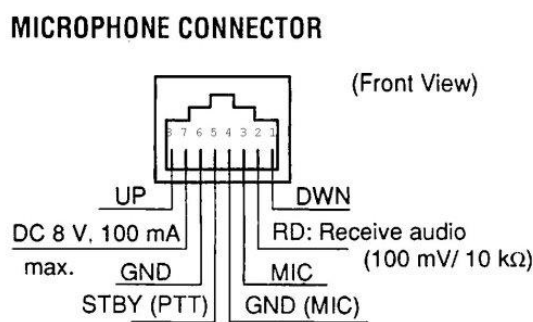 MICROPHONE CONNECTOR
(Front View)
8 7 6 5 4 3 2 1
UP
DWN
DC 8 V, 100 mA
max.
RD: Receive audio
(100 mV/ 10 kΩ)
GND
MIC
STBY (PTT)
GND (MIC)